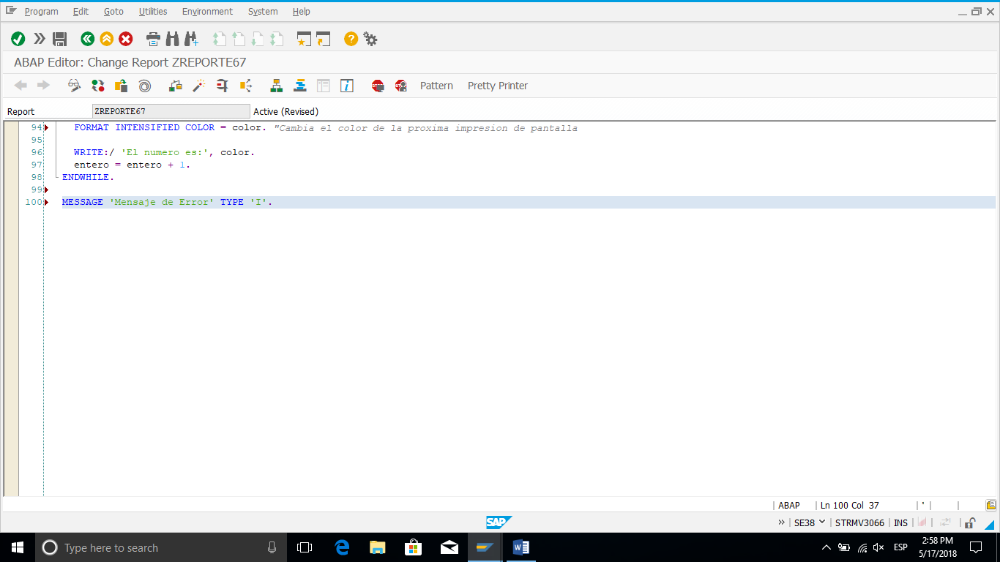 Program Edit Goto Utilities Environment System Help
ABAP Editor: Change Report ZREPORTE67
Pattern Pretty Printer
Report ZREPORTE67 Active (Revised)
94 FORMAT INTENSIFIED COLOR = color. "Cambia el color de la proxima impresion de pantalla
95
96 WRITE:/ 'El numero es:', color.
97 entero = entero + 1.
98 ENDWHILE.
99
100 MESSAGE 'Mensaje de Error' TYPE 'I'.
ABAP Ln 100 Col 37
SAP » SE38 STRMV3066 INS
Type here to search ESP 2:58 PM
5/17/2018